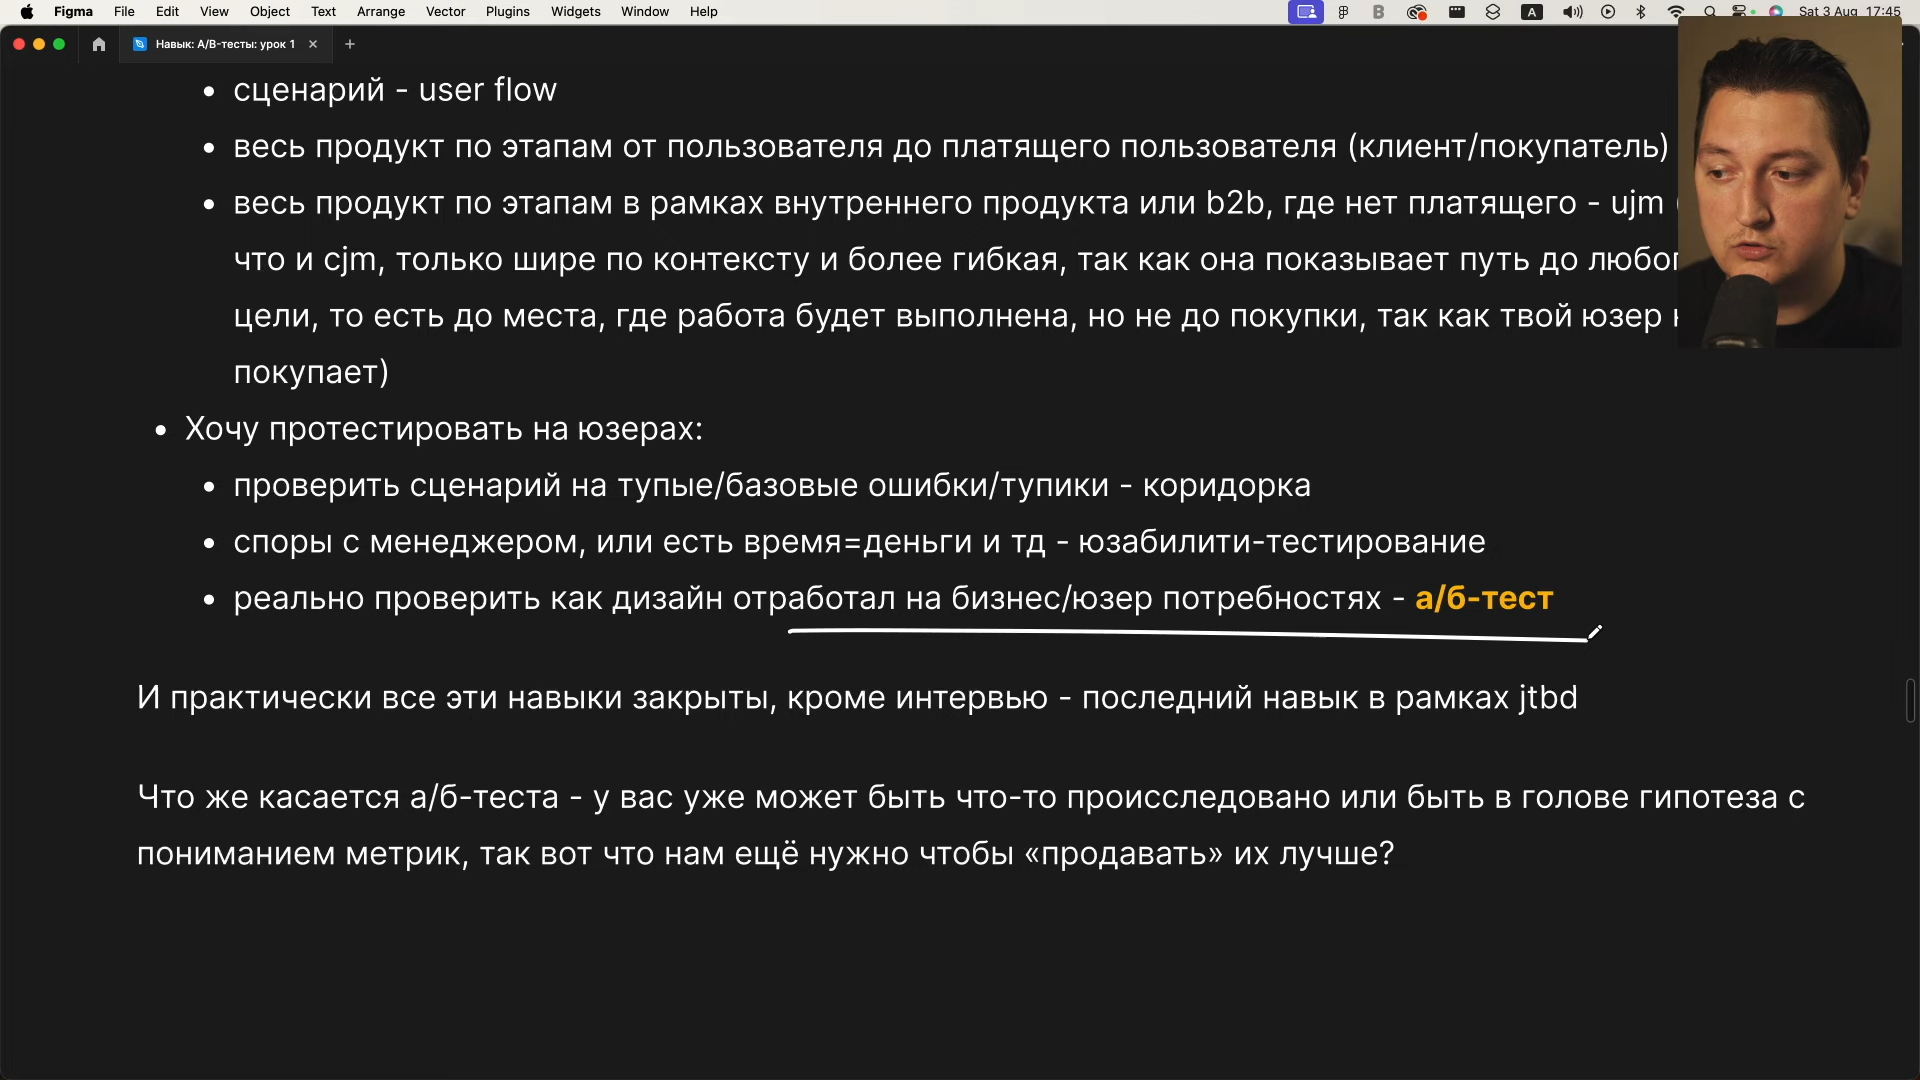 Figma File Edit View Object Text Arrange Vector Plugins Widgets Window Help A Sat 3 Aug 17:45
Навык: A/B-тесты: урок 1
сценарий - user flow
весь продукт по этапам от пользователя до платящего пользователя (клиент/покупатель)
весь продукт по этапам в рамках внутреннего продукта или b2b, где нет платящего - ujm
что и cjm, только шире по контексту и более гибкая, так как она показывает путь до
цели, то есть до места, где работа будет выполнена, но не до покупки, так как твой юзер
покупает)
Хочу протестировать на юзерах:
проверить сценарий на тупые/базовые ошибки/тупики - коридорка
споры с менеджером, или есть время=деньги и тд - юзабилити-тестирование
реально проверить как дизайн отработал на бизнес/юзер потребностях - а/б-тест
И практически все эти навыки закрыты, кроме интервью - последний навык в рамках jtbd
Что же касается а/б-теста - у вас уже может быть что-то происследовано или быть в голове гипотеза с
пониманием метрик, так вот что нам ещё нужно чтобы «продавать» их лучше?